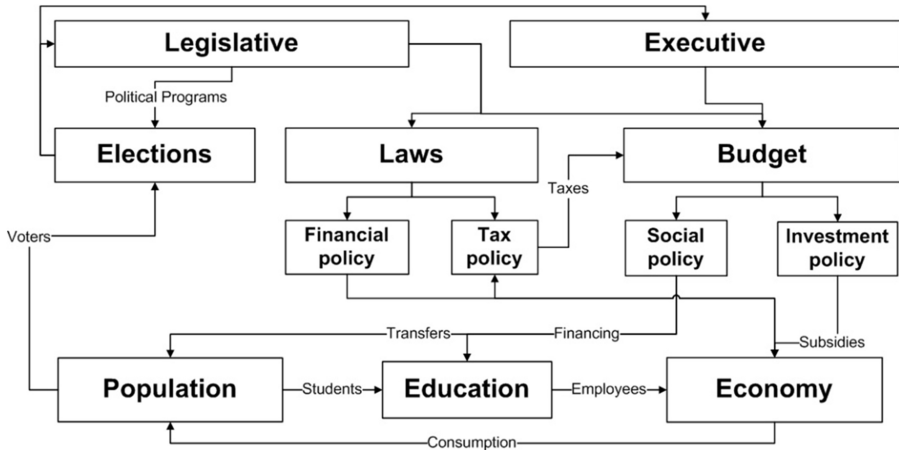 Legislative
Executive
Political Programs
Elections
Laws
Budget
Taxes
Voters
Financial
policy
Tax
policy
Social
policy
Investment
policy
Transfers
Financing
Subsidies
Population
Students
Education
Employees
Economy
Consumption